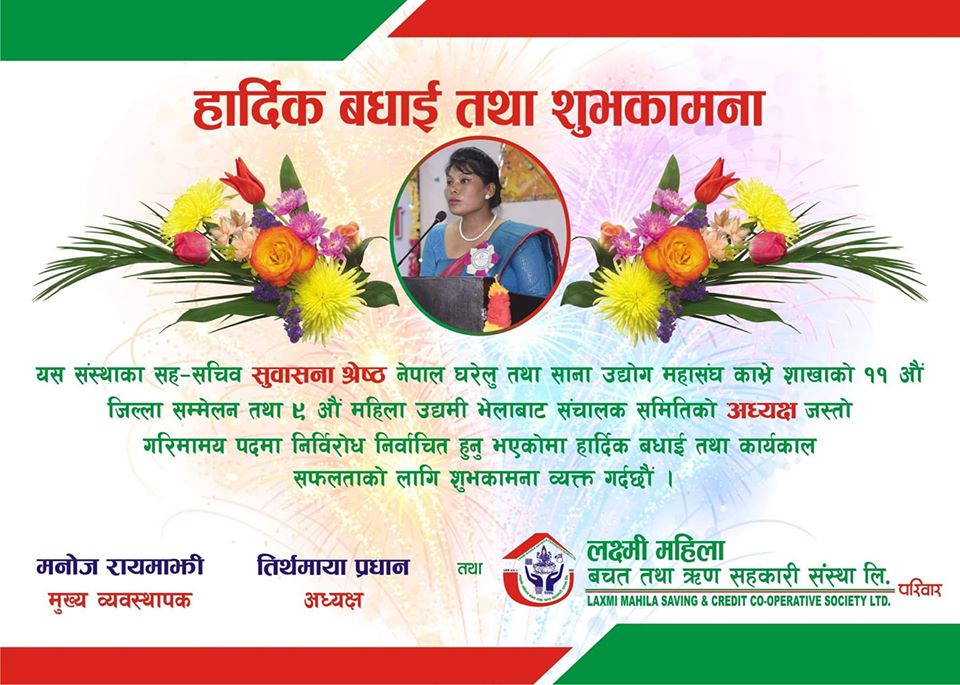 हार्दिक बधाई तथा शुभकामना
यस संस्थाका सह-सचिव सुवासना श्रेष्ठ नेपाल घरेलु तथा साना उद्योग महासंघ काभ्रे शाखाको ११ औं
जिल्ला सम्मेलन तथा ९ औं महिला उद्यमी भेलाबाट संचालक समितिको अध्यक्ष जस्तो
गरिमामय पदमा निर्विरोध निर्वाचित हुनु भएकोमा हार्दिक बधाई तथा कार्यकाल
सफलताको लागि शुभकामना व्यक्त गर्दछौं ।
मनोज रायमाझी
मुख्य व्यवस्थापक
तिर्थमाया प्रधान
अध्यक्ष
तथा
लक्ष्मी महिला
बचत तथा ऋण सहकारी संस्था लि.
LAXMI MAHILA SAVING & CREDIT CO-OPERATIVE SOCIETY LTD.
परिवार